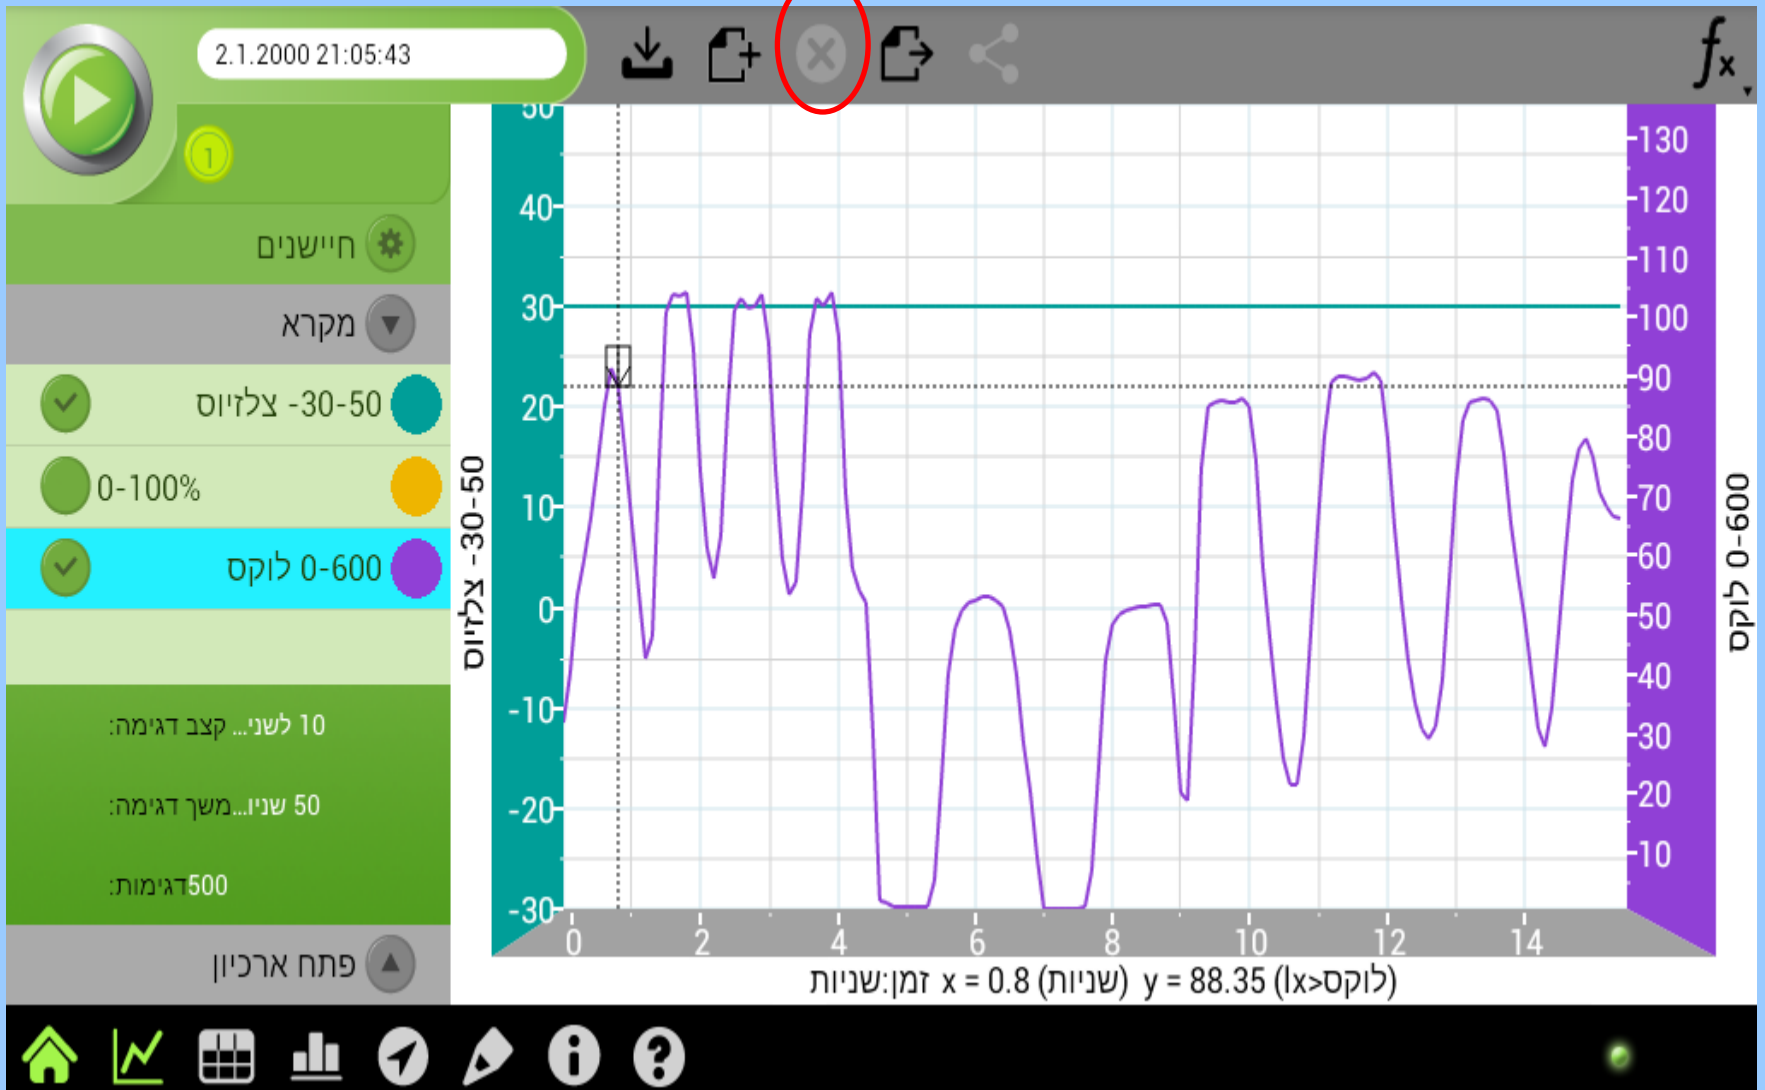 2.1.2000 21:05:43
fx
1
חיישנים
מקרא
-30-50 צלזיוס
0-100%
0-600 לוקס
קצב דגימה: 10 לשני...
משך דגימה: 50 שניו...
דגימות: 500
פתח ארכיון
-30-50 צלזיוס
50
40
30
20
10
0
-10
-20
-30
0 2 4 6 8 10 12 14
130
120
110
100
90
80
70
60
50
40
30
20
10
0-600 לוקס
זמן:שניות x = 0.8 (שניות) y = 88.35 (לוקס>lx)